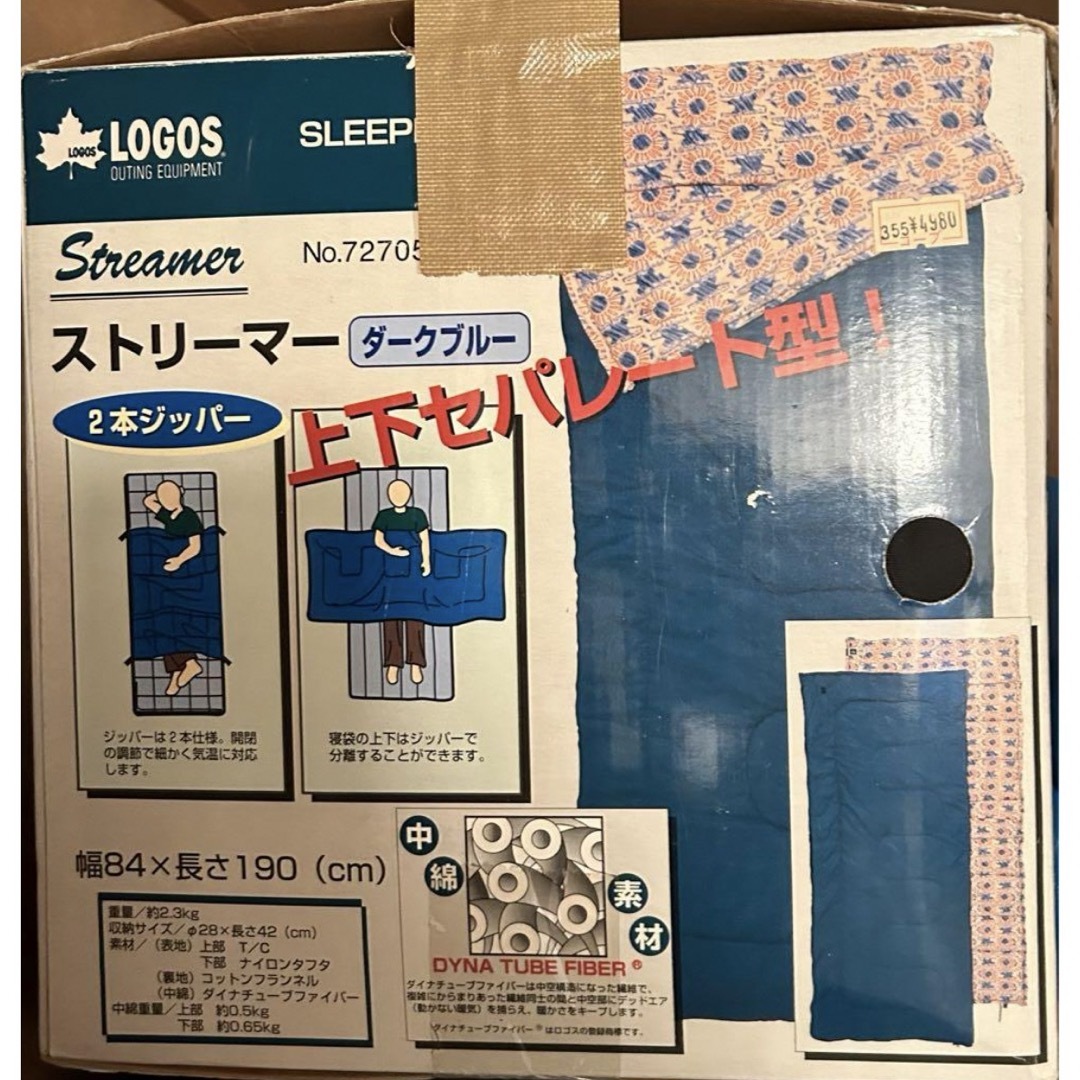 LOGOS
LOGOS
OUTING EQUIPMENT
SLEEP
Streamer
No.72705
355¥4980
ストリーマー
ダークブルー
上下セパレート型!
2本ジッパー
ジッパーは2本仕様。開閉
の調節で細かく気温に対応
します。
寝袋の上下はジッパーで
分離することができます。
幅84×長さ190(cm)
重量/約2.3kg
収納サイズ/φ28×長さ42(cm)
素材/(表地)上部 T/C
下部 ナイロンタフタ
(裏地)コットンフランネル
(中綿)ダイナチューブファイバー
中綿重量/上部 約0.5kg
下部 約0.65kg
中綿素材
DYNA TUBE FIBER®
ダイナチューブファイバーは中空構造になった繊維で、
複雑にからまりあった繊維同士の間と中空部にデッドエア
(動かない暖気)を捕らえ、暖かさをキープします。
ダイナチューブファイバー®はロゴスの登録商標です。